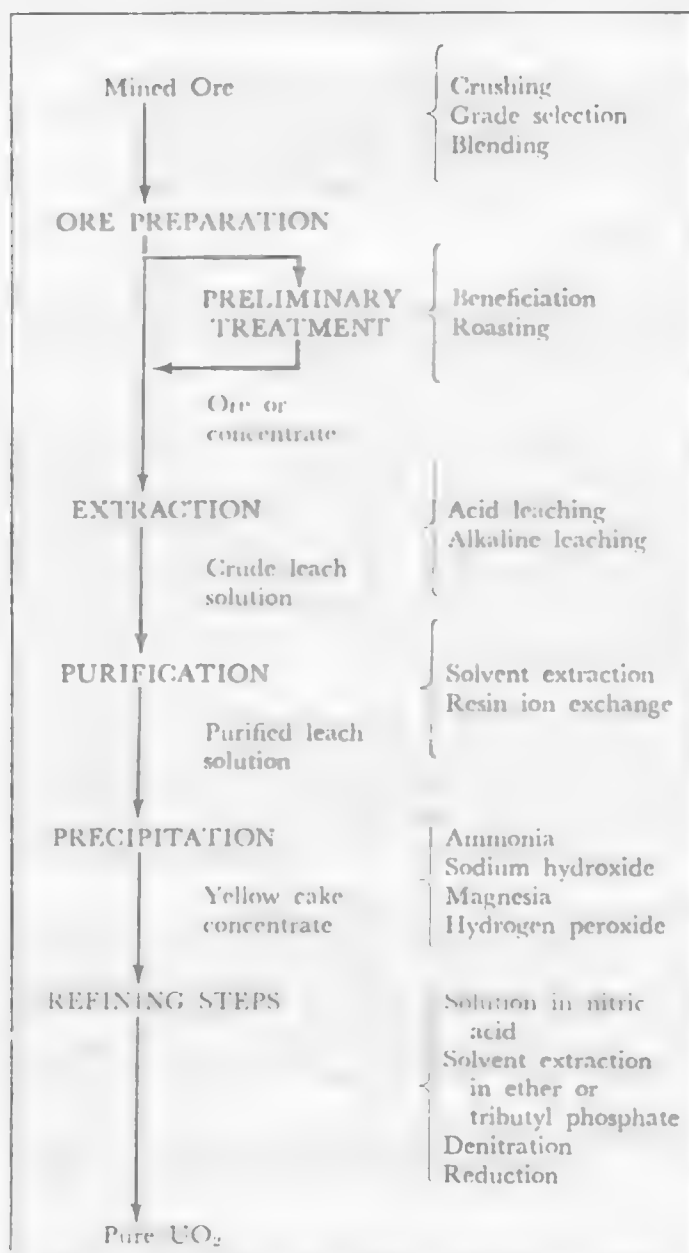 Mined Ore
Crushing
Grade selection
Blending
ORE PREPARATION
PRELIMINARY
TREATMENT
Beneficiation
Roasting
Ore or
concentrate
EXTRACTION
Acid leaching
Alkaline leaching
Crude leach
solution
PURIFICATION
Solvent extraction
Resin ion exchange
Purified leach
solution
PRECIPITATION
Ammonia
Sodium hydroxide
Magnesia
Hydrogen peroxide
Yellow cake
concentrate
REFINING STEPS
Solution in nitric
acid
Solvent extraction
in ether or
tributyl phosphate
Denitration
Reduction
Pure UO₂